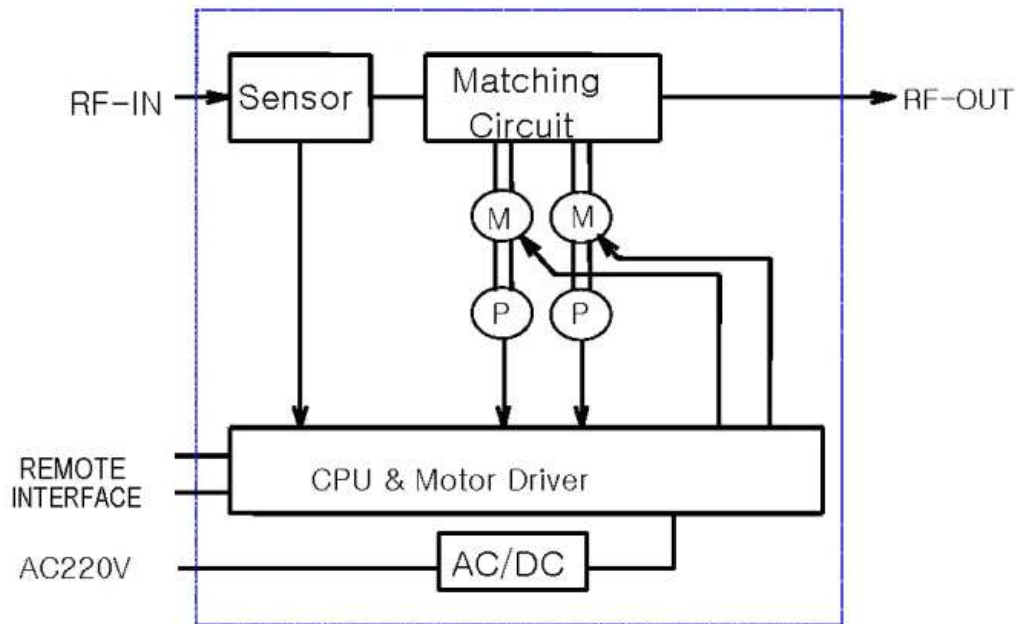 RF-IN
Sensor
Matching
Circuit
RF-OUT
M
M
P
P
REMOTE
INTERFACE
CPU & Motor Driver
AC220V
AC/DC